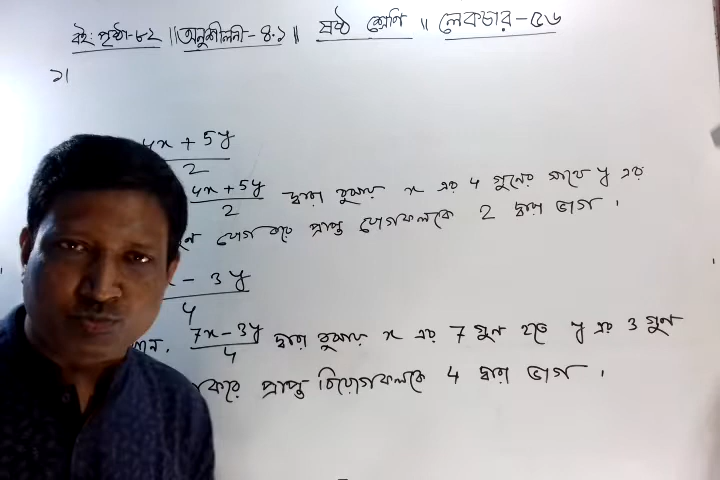 বই: পৃষ্ঠা-৮২ || অনুশীলনী-৪.১ || ষষ্ঠ শ্রেণি || লেকচার-৫৬
১।
4x + 5y
2
4x + 5y / 2 দ্বারা বুঝায় x এর 4 গুনের সাথে y এর
যোগ করে প্রাপ্ত যোগফলকে 2 দ্বারা ভাগ ।
- 3y
4
7x - 3y / 4 দ্বারা বুঝায় x এর 7 গুন হতে y এর 3 গুন
করে প্রাপ্ত বিয়োগফলকে 4 দ্বারা ভাগ ।